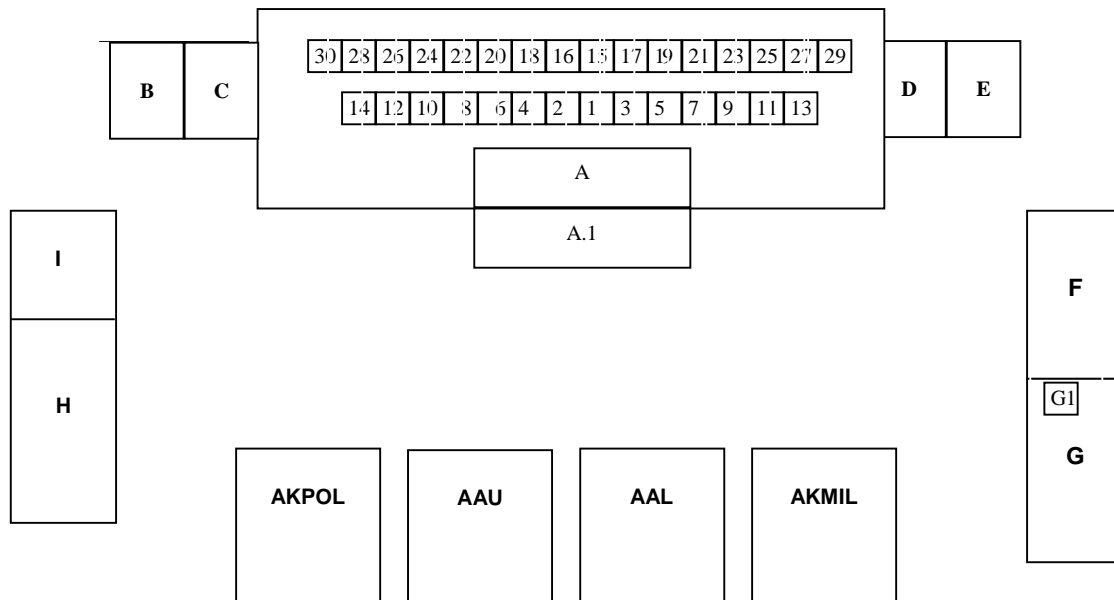 30 28 26 24 22 20 18 16 15 17 19 21 23 25 27 29
B C D E
14 12 10 8 6 4 2 1 3 5 7 9 11 13
A
A.1
I
F
H
G1
G
AKPOL AAU AAL AKMIL